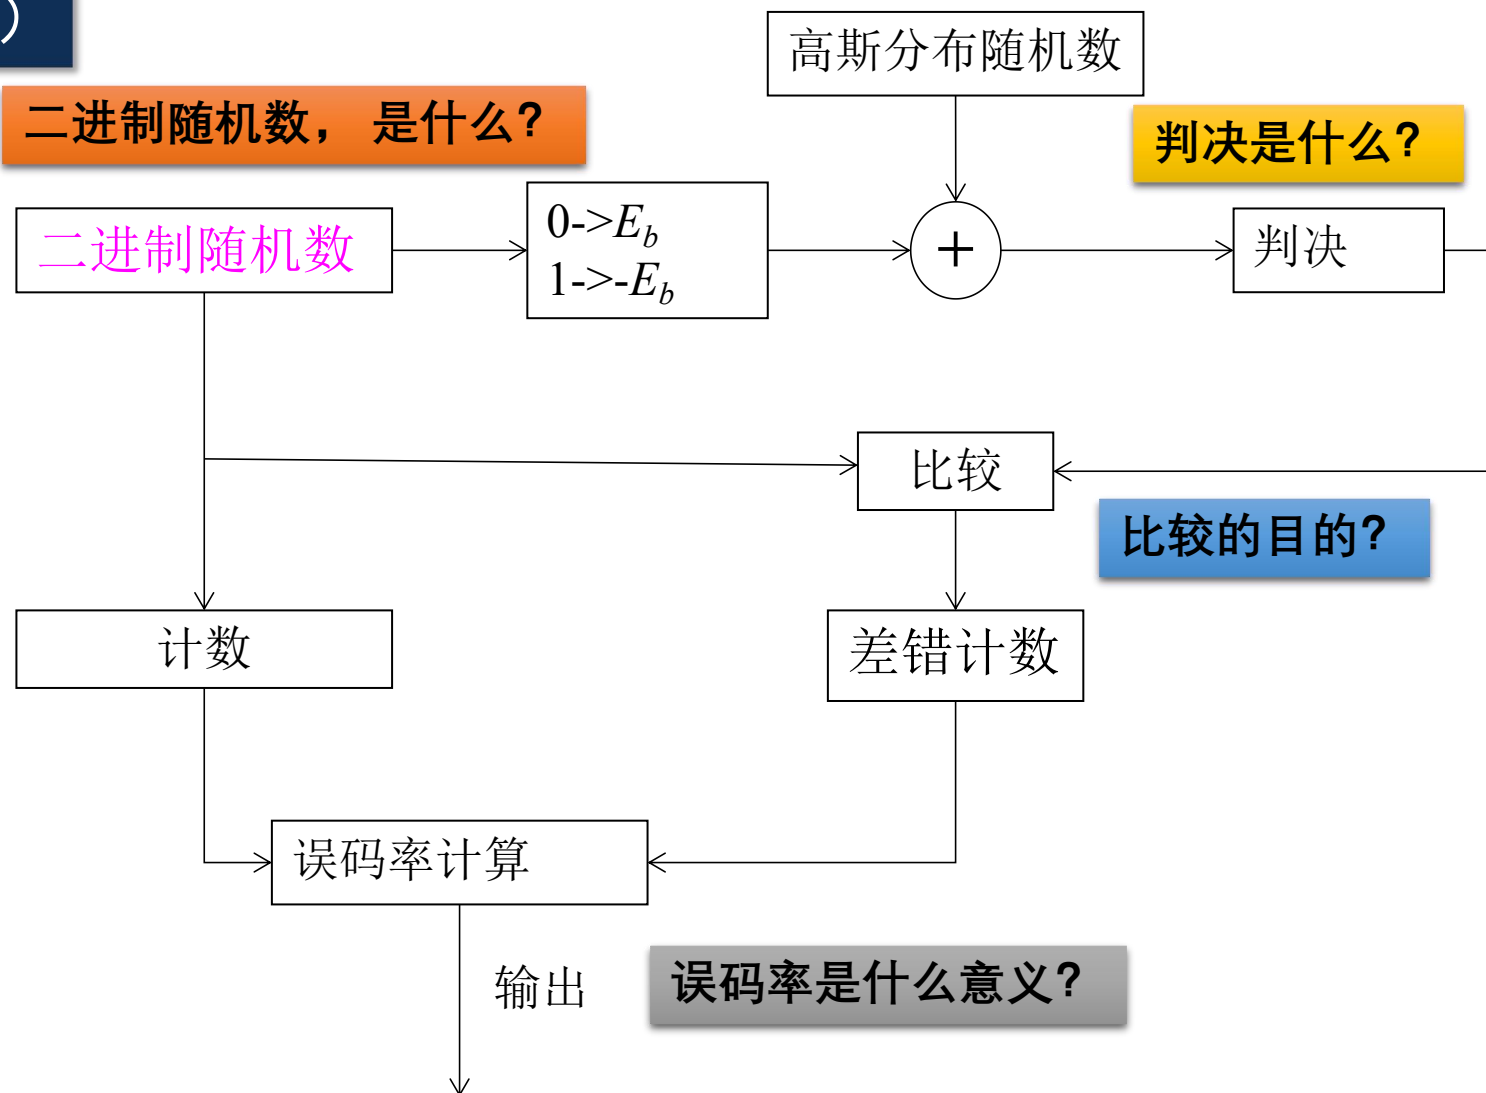 ）
高斯分布随机数
二进制随机数， 是什么?
判决是什么?
二进制随机数
0->E_b
1->-E_b
+
判决
比较
比较的目的?
计数
差错计数
误码率计算
输出
误码率是什么意义?